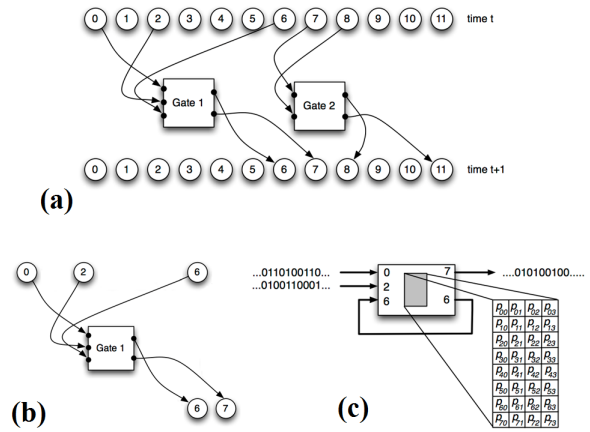 0 1 2 3 4 5 6 7 8 9 10 11 time t
Gate 1 Gate 2
0 1 2 3 4 5 6 7 8 9 10 11 time t+1
(a)
0 2 6
Gate 1
6 7
(b)
...0110100110... 0 7 ....010100100.....
...0100110001... 2
6 6
p00 p01 p02 p03
p10 p11 p12 p13
p20 p21 p22 p23
p30 p31 p32 p33
p40 p41 p42 p43
p50 p51 p52 p53
p60 p61 p62 p63
p70 p71 p72 p73
(c)